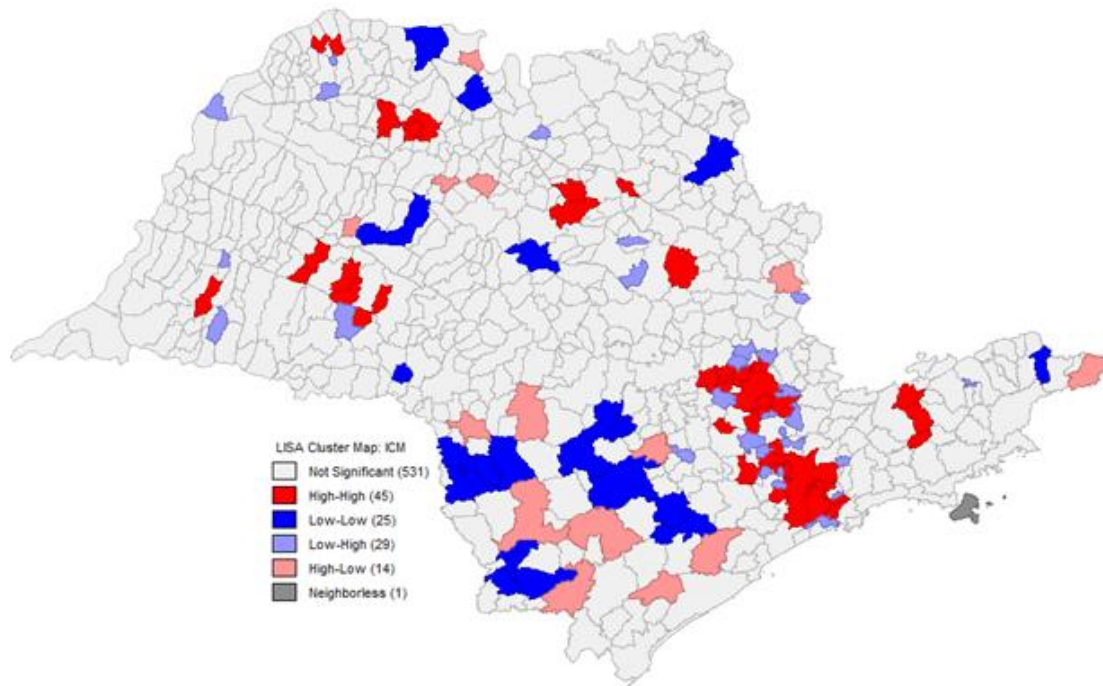 LISA Cluster Map: ICM
Not Significant (531)
High-High (45)
Low-Low (25)
Low-High (29)
High-Low (14)
Neighborless (1)